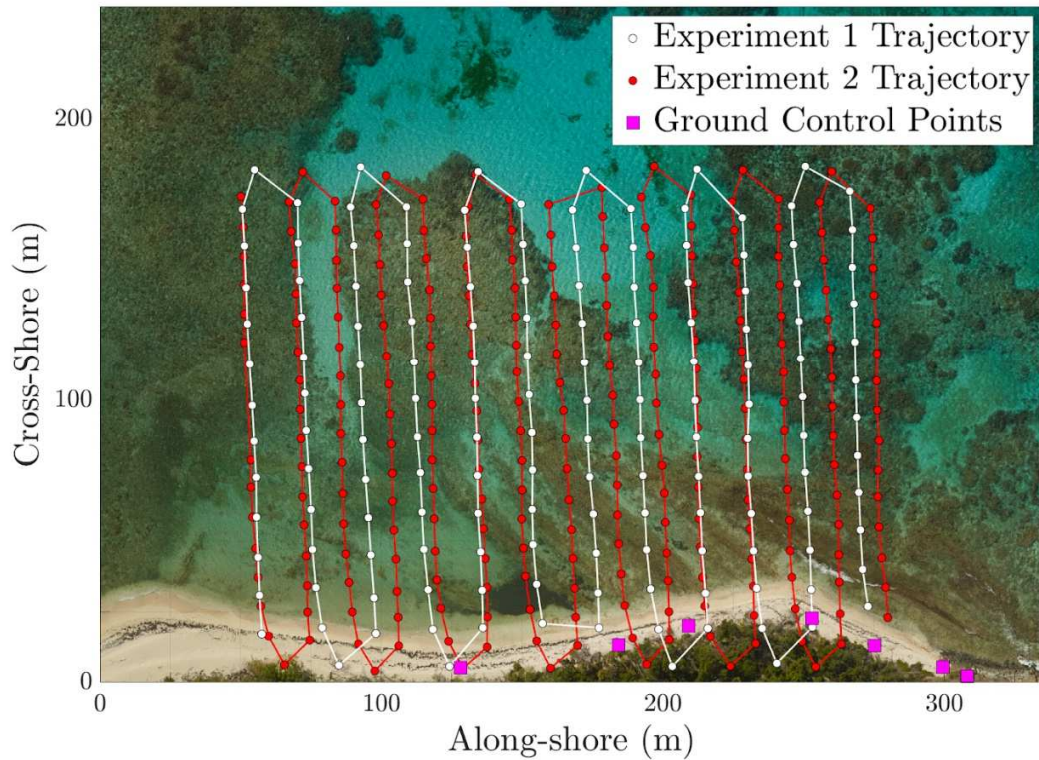 Experiment 1 Trajectory
Experiment 2 Trajectory
Ground Control Points
200
100
0
Cross-Shore (m)
0
100
200
300
Along-shore (m)